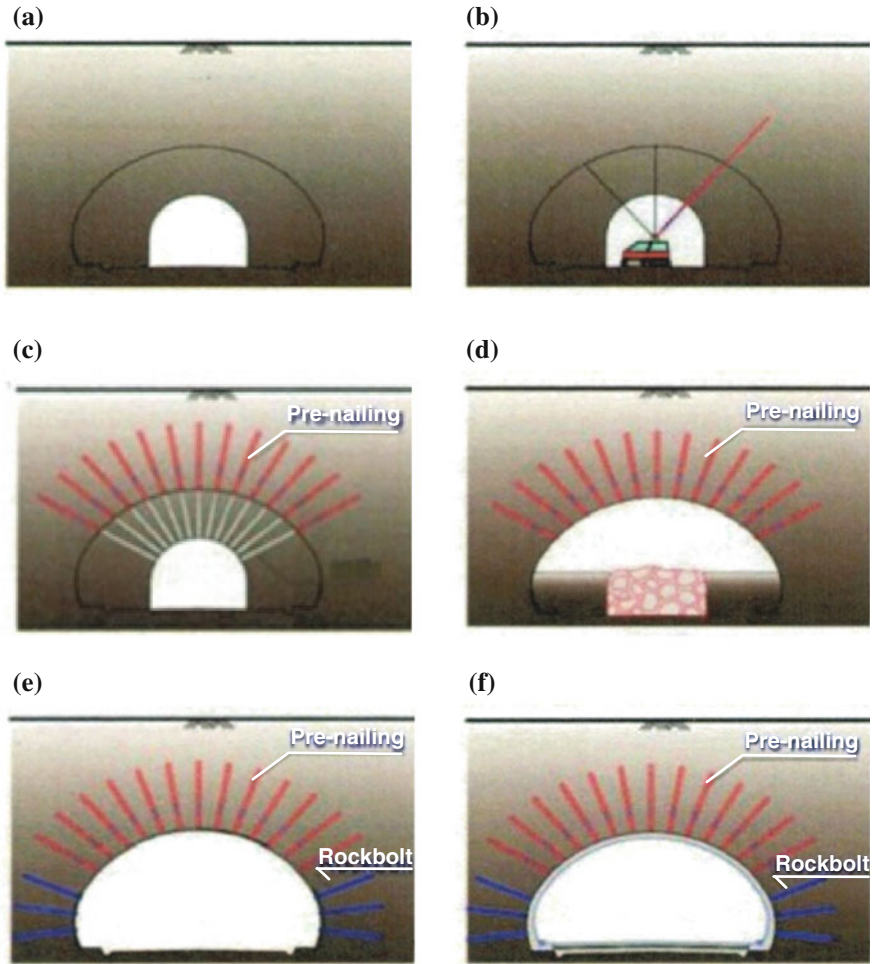 (a)
(b)
(c)
(d)
Pre-nailing
Pre-nailing
(e)
(f)
Pre-nailing
Pre-nailing
Rockbolt
Rockbolt